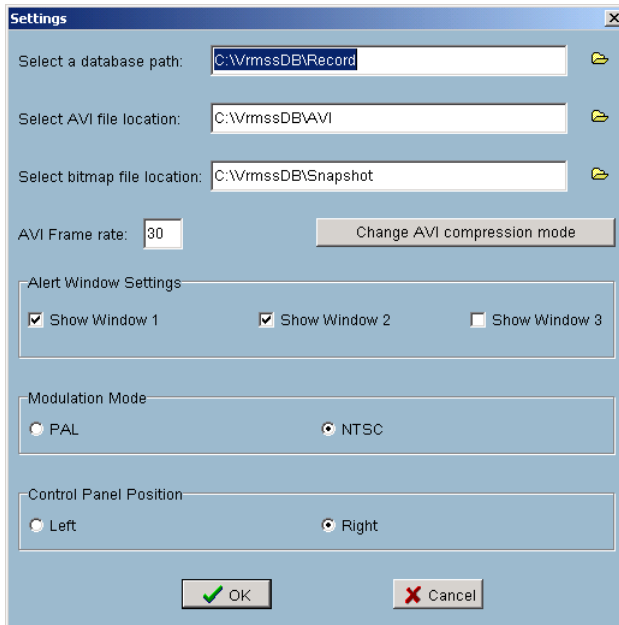 Settings
Select a database path: C:\VrmssDB\Record
Select AVI file location: C:\VrmssDB\AVI
Select bitmap file location: C:\VrmssDB\Snapshot
AVI Frame rate: 30 Change AVI compression mode
Alert Window Settings
Show Window 1 Show Window 2 Show Window 3
Modulation Mode
PAL NTSC
Control Panel Position
Left Right
OK Cancel